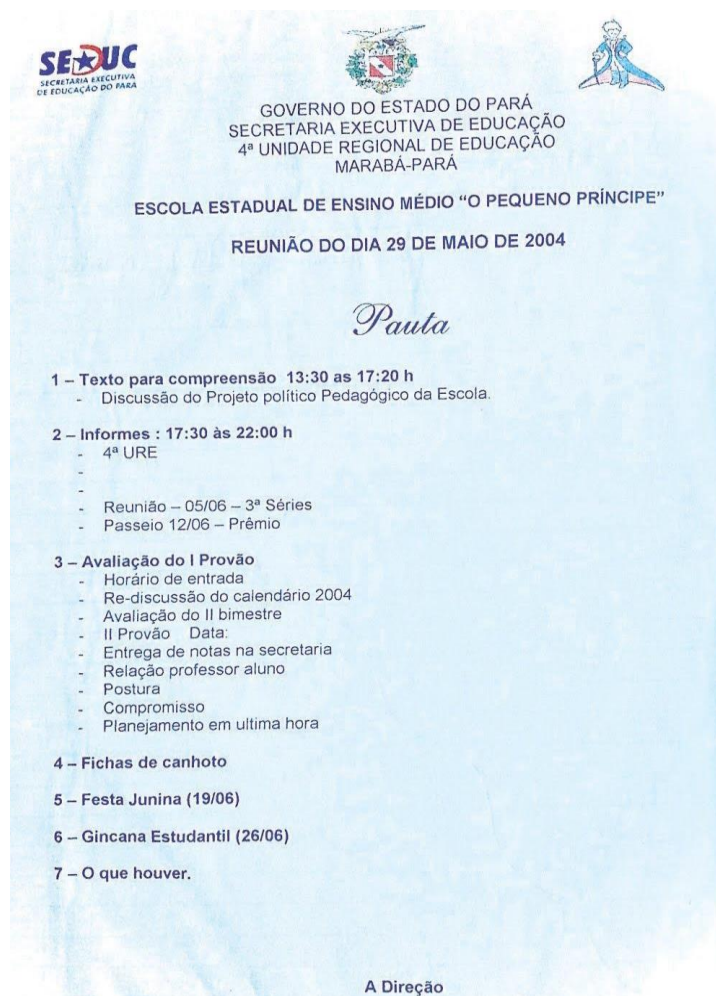 SEDUC
SECRETARIA EXECUTIVA
DE EDUCAÇÃO DO PARÁ
GOVERNO DO ESTADO DO PARÁ
SECRETARIA EXECUTIVA DE EDUCAÇÃO
4ª UNIDADE REGIONAL DE EDUCAÇÃO
MARABÁ-PARÁ
ESCOLA ESTADUAL DE ENSINO MÉDIO “O PEQUENO PRÍNCIPE”
REUNIÃO DO DIA 29 DE MAIO DE 2004
Pauta
1 – Texto para compreensão 13:30 as 17:20 h
- Discussão do Projeto político Pedagógico da Escola.
2 – Informes : 17:30 às 22:00 h
- 4ª URE
-
-
- Reunião – 05/06 – 3ª Séries
- Passeio 12/06 – Prêmio
3 – Avaliação do I Provão
- Horário de entrada
- Re-discussão do calendário 2004
- Avaliação do II bimestre
- II Provão Data:
- Entrega de notas na secretaria
- Relação professor aluno
- Postura
- Compromisso
- Planejamento em ultima hora
4 – Fichas de canhoto
5 – Festa Junina (19/06)
6 – Gincana Estudantil (26/06)
7 – O que houver.
A Direção